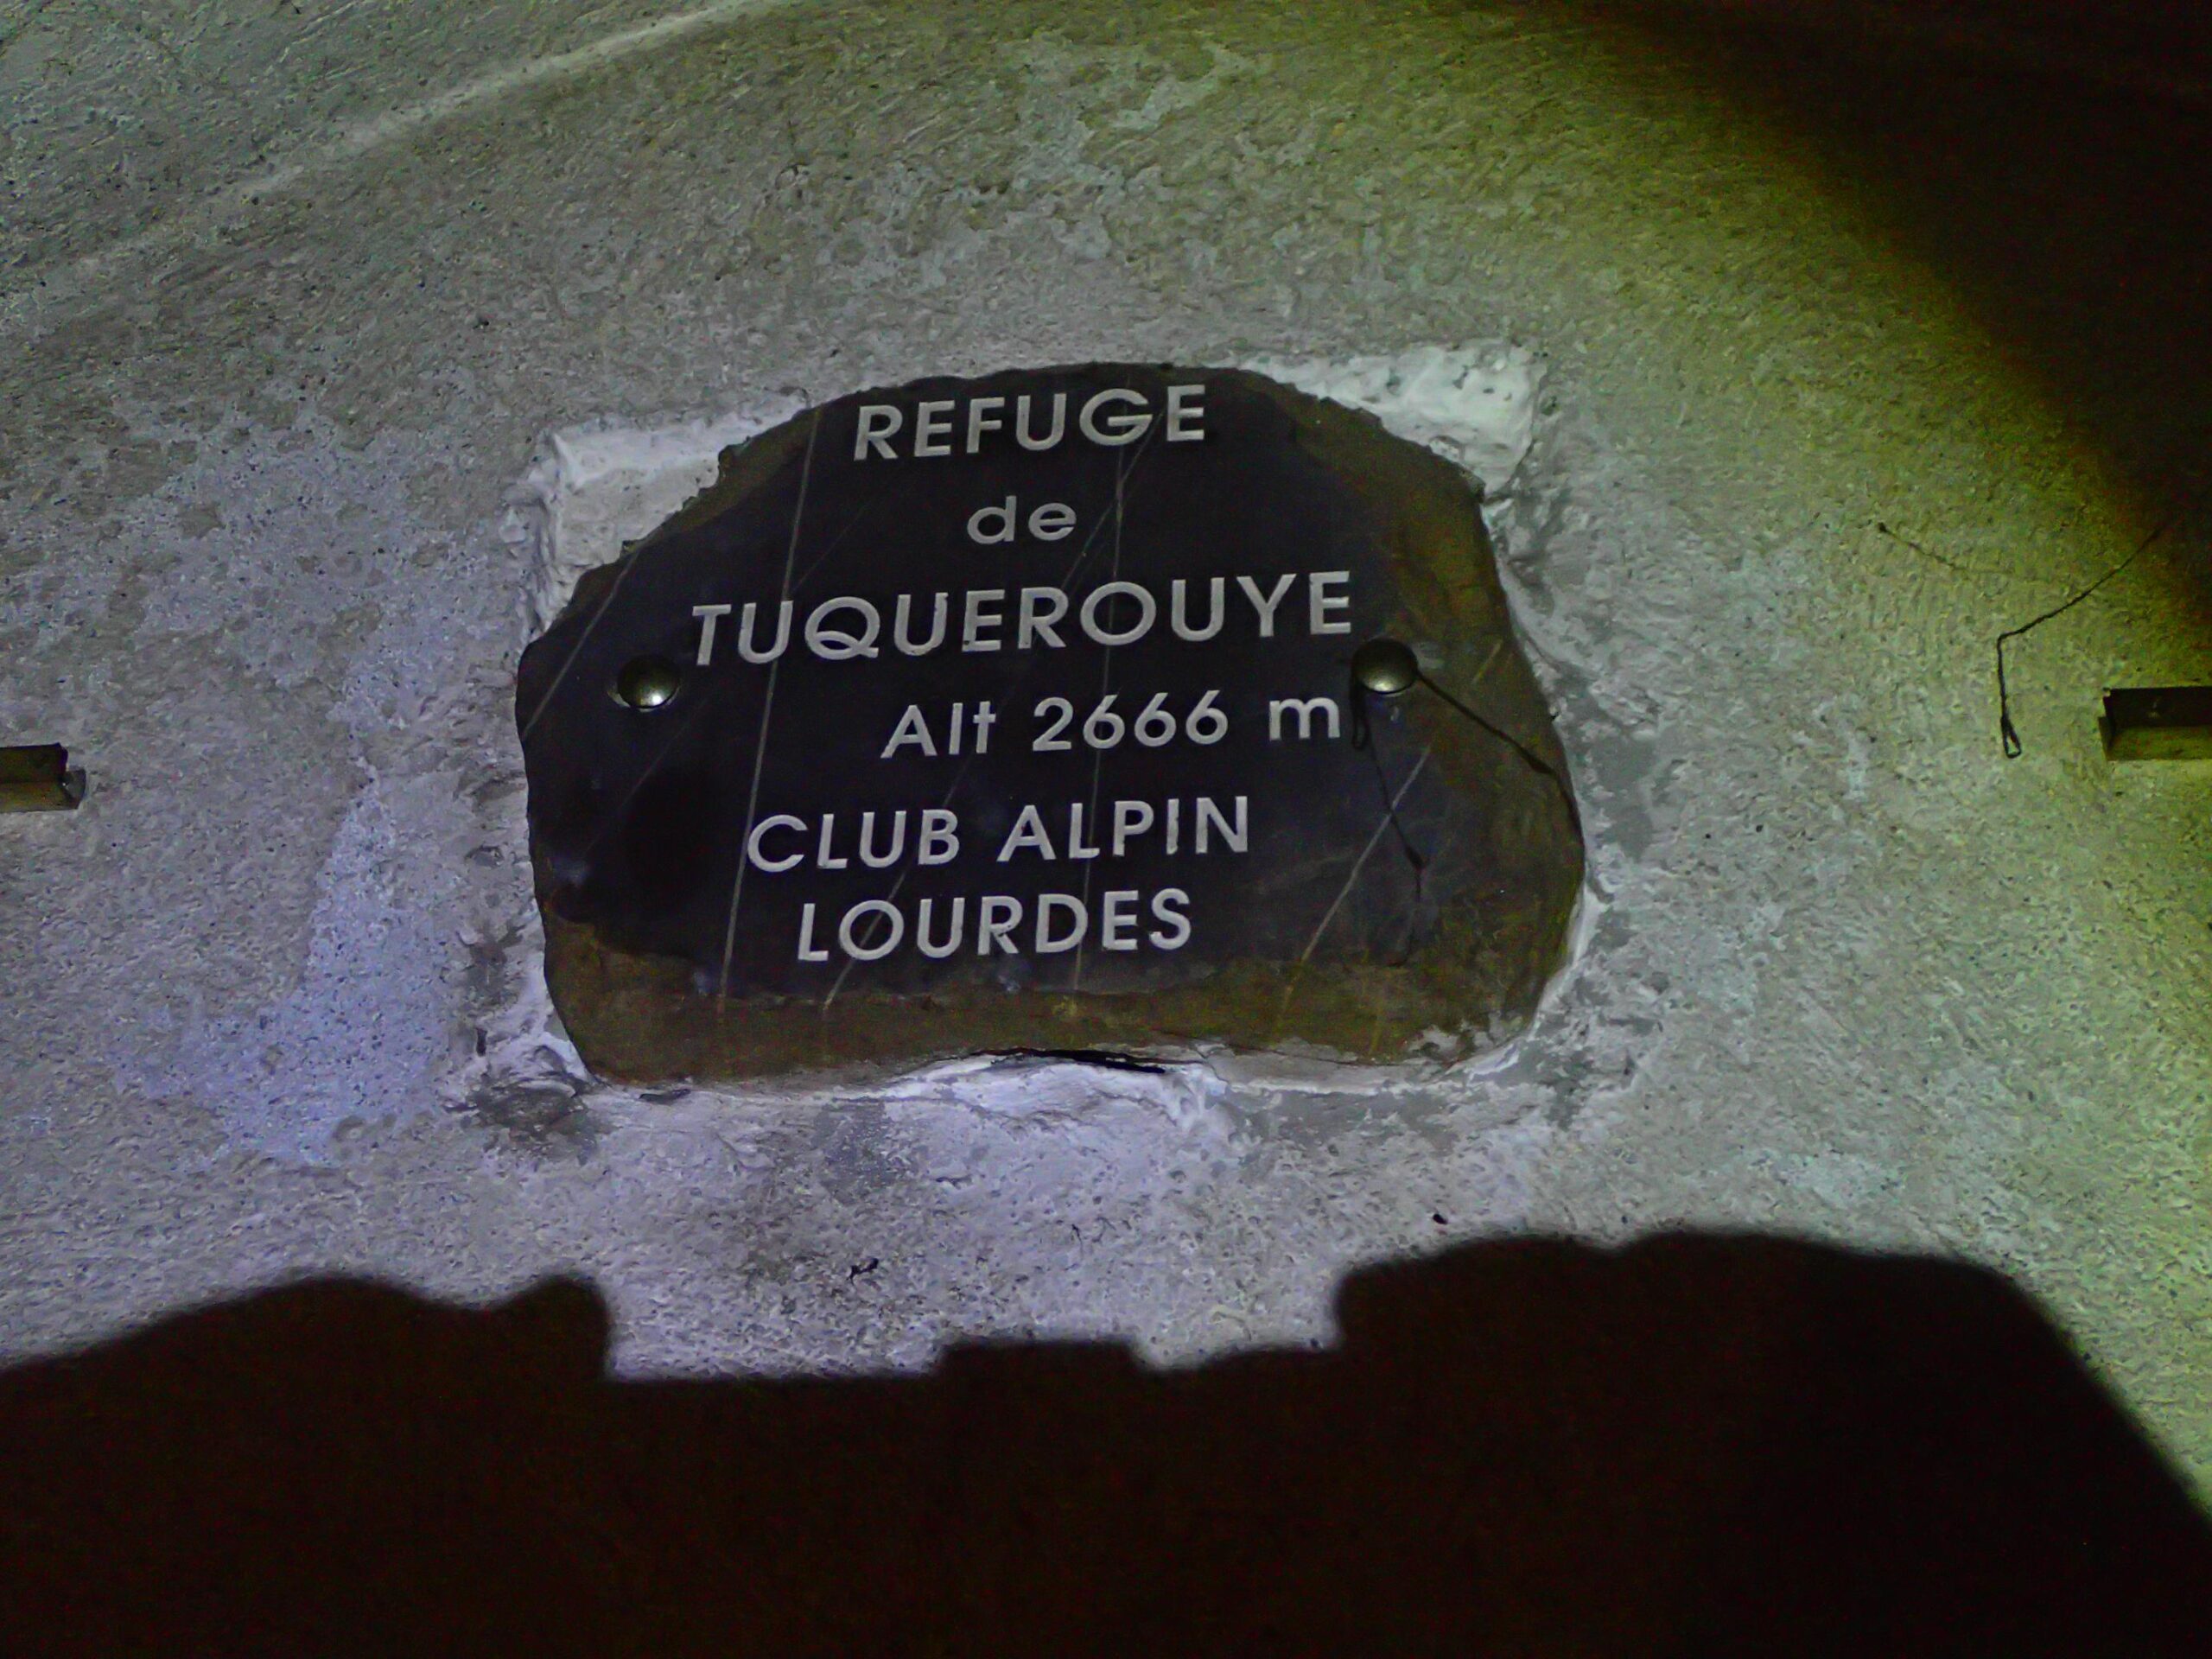 REFUGE
de
TUQUEROUYE
Alt 2666 m
CLUB ALPIN
LOURDES